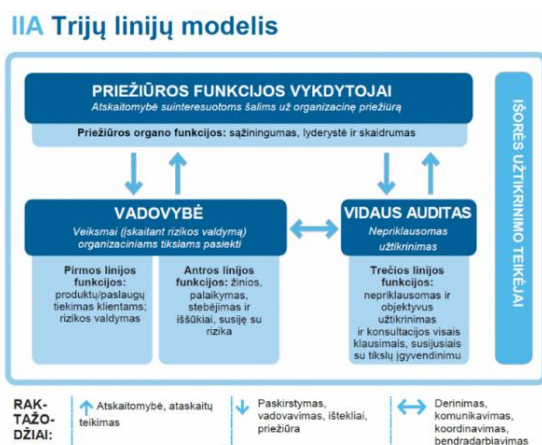 IIA Trijų linijų modelis
PRIEŽIŪROS FUNKCIJOS VYKDYTOJAI
Atskaitomybė suinteresuotoms šalims už organizacinę priežiūrą
Priežiūros organo funkcijos: sąžiningumas, lyderystė ir skaidrumas
VADOVYBĖ
Veiksmai (įskaitant rizikos valdymą)
organizaciniams tikslams pasiekti
Pirmos linijos
funkcijos:
produktų/paslaugų
tiekimas klientams;
rizikos valdymas
Antros linijos
funkcijos: žinios,
palaikymas,
stebėjimas ir
iššūkiai, susiję su
rizika
VIDAUS AUDITAS
Nepriklausomas
užtikrinimas
Trečios linijos
funkcijos:
nepriklausomas ir
objektyvus
užtikrinimas
ir konsultacijos visais
klausimais, susijusiais
su tikslų įgyvendinimu
IŠORĖS UŽTIKRINIMO TEIKĖJAI
RAK-
TAŽO-
DŽIAI:
Atskaitomybė, ataskaitų
teikimas
Paskirstymas,
vadovavimas, ištekliai,
priežiūra
Derinimas,
komunikavimas,
koordinavimas,
bendradarbiavimas